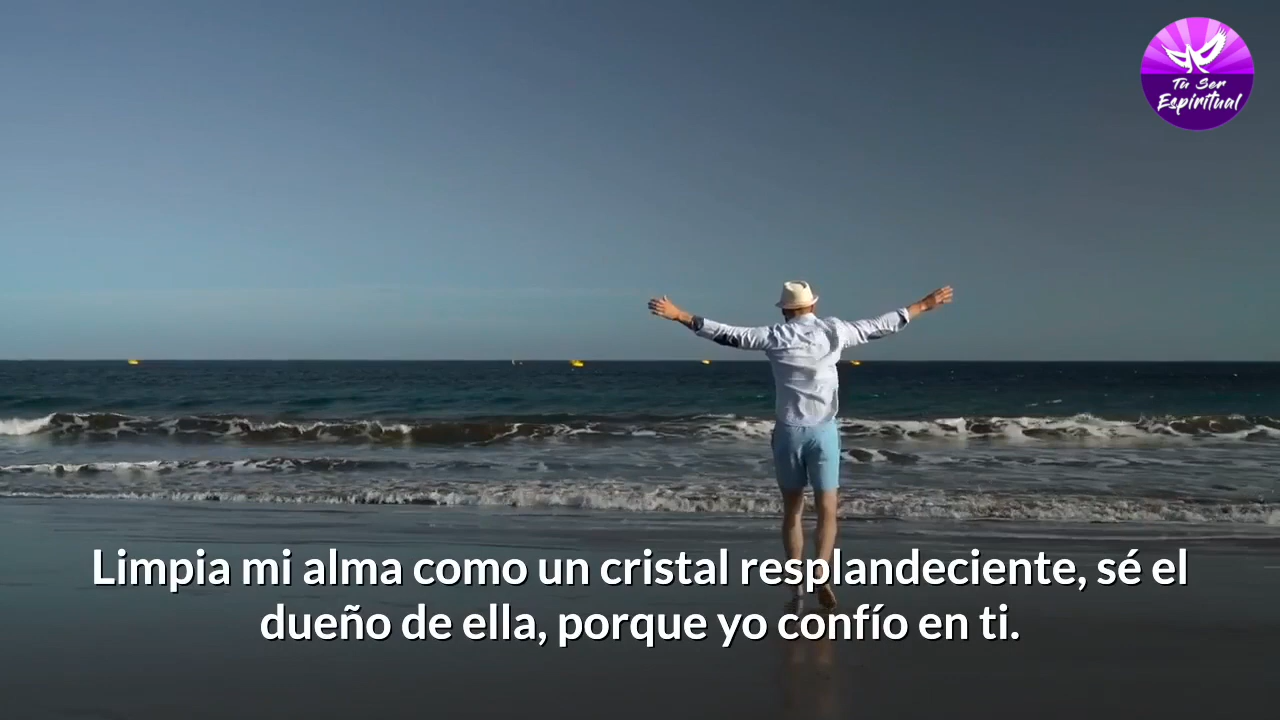 Tu Ser
Espiritual
Limpia mi alma como un cristal resplandeciente, sé el
dueño de ella, porque yo confío en ti.